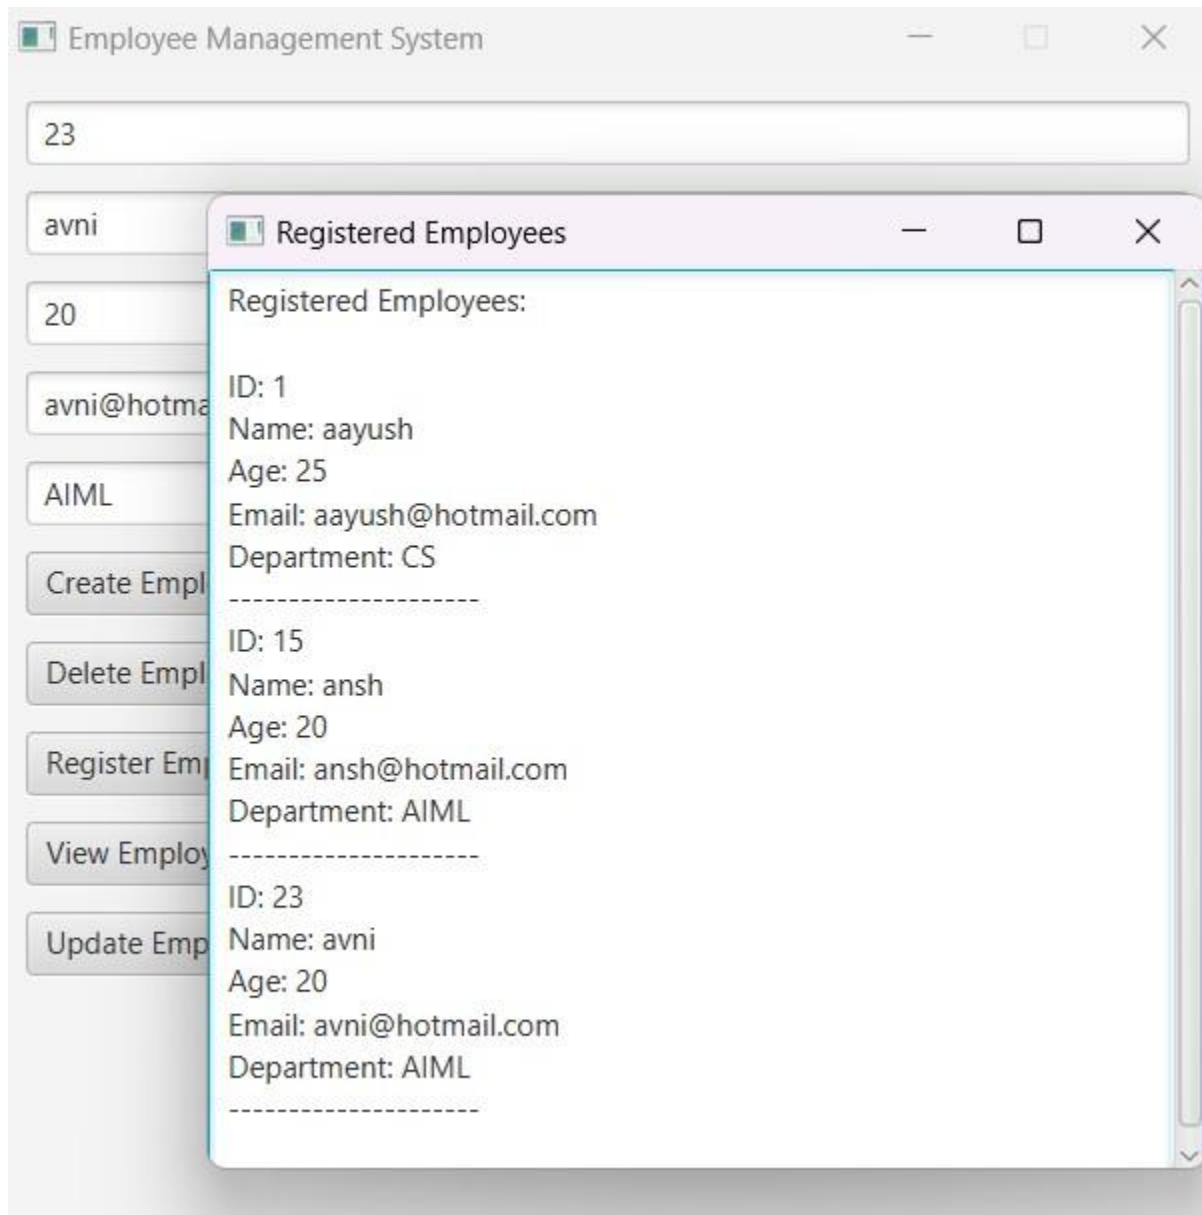 Employee Management System
23
avni
20
avni@hotma
AIML
Create Empl
Delete Empl
Register Emp
View Employ
Update Emp
Registered Employees
Registered Employees:
ID: 1
Name: aayush
Age: 25
Email: aayush@hotmail.com
Department: CS
---------------------
ID: 15
Name: ansh
Age: 20
Email: ansh@hotmail.com
Department: AIML
---------------------
ID: 23
Name: avni
Age: 20
Email: avni@hotmail.com
Department: AIML
---------------------